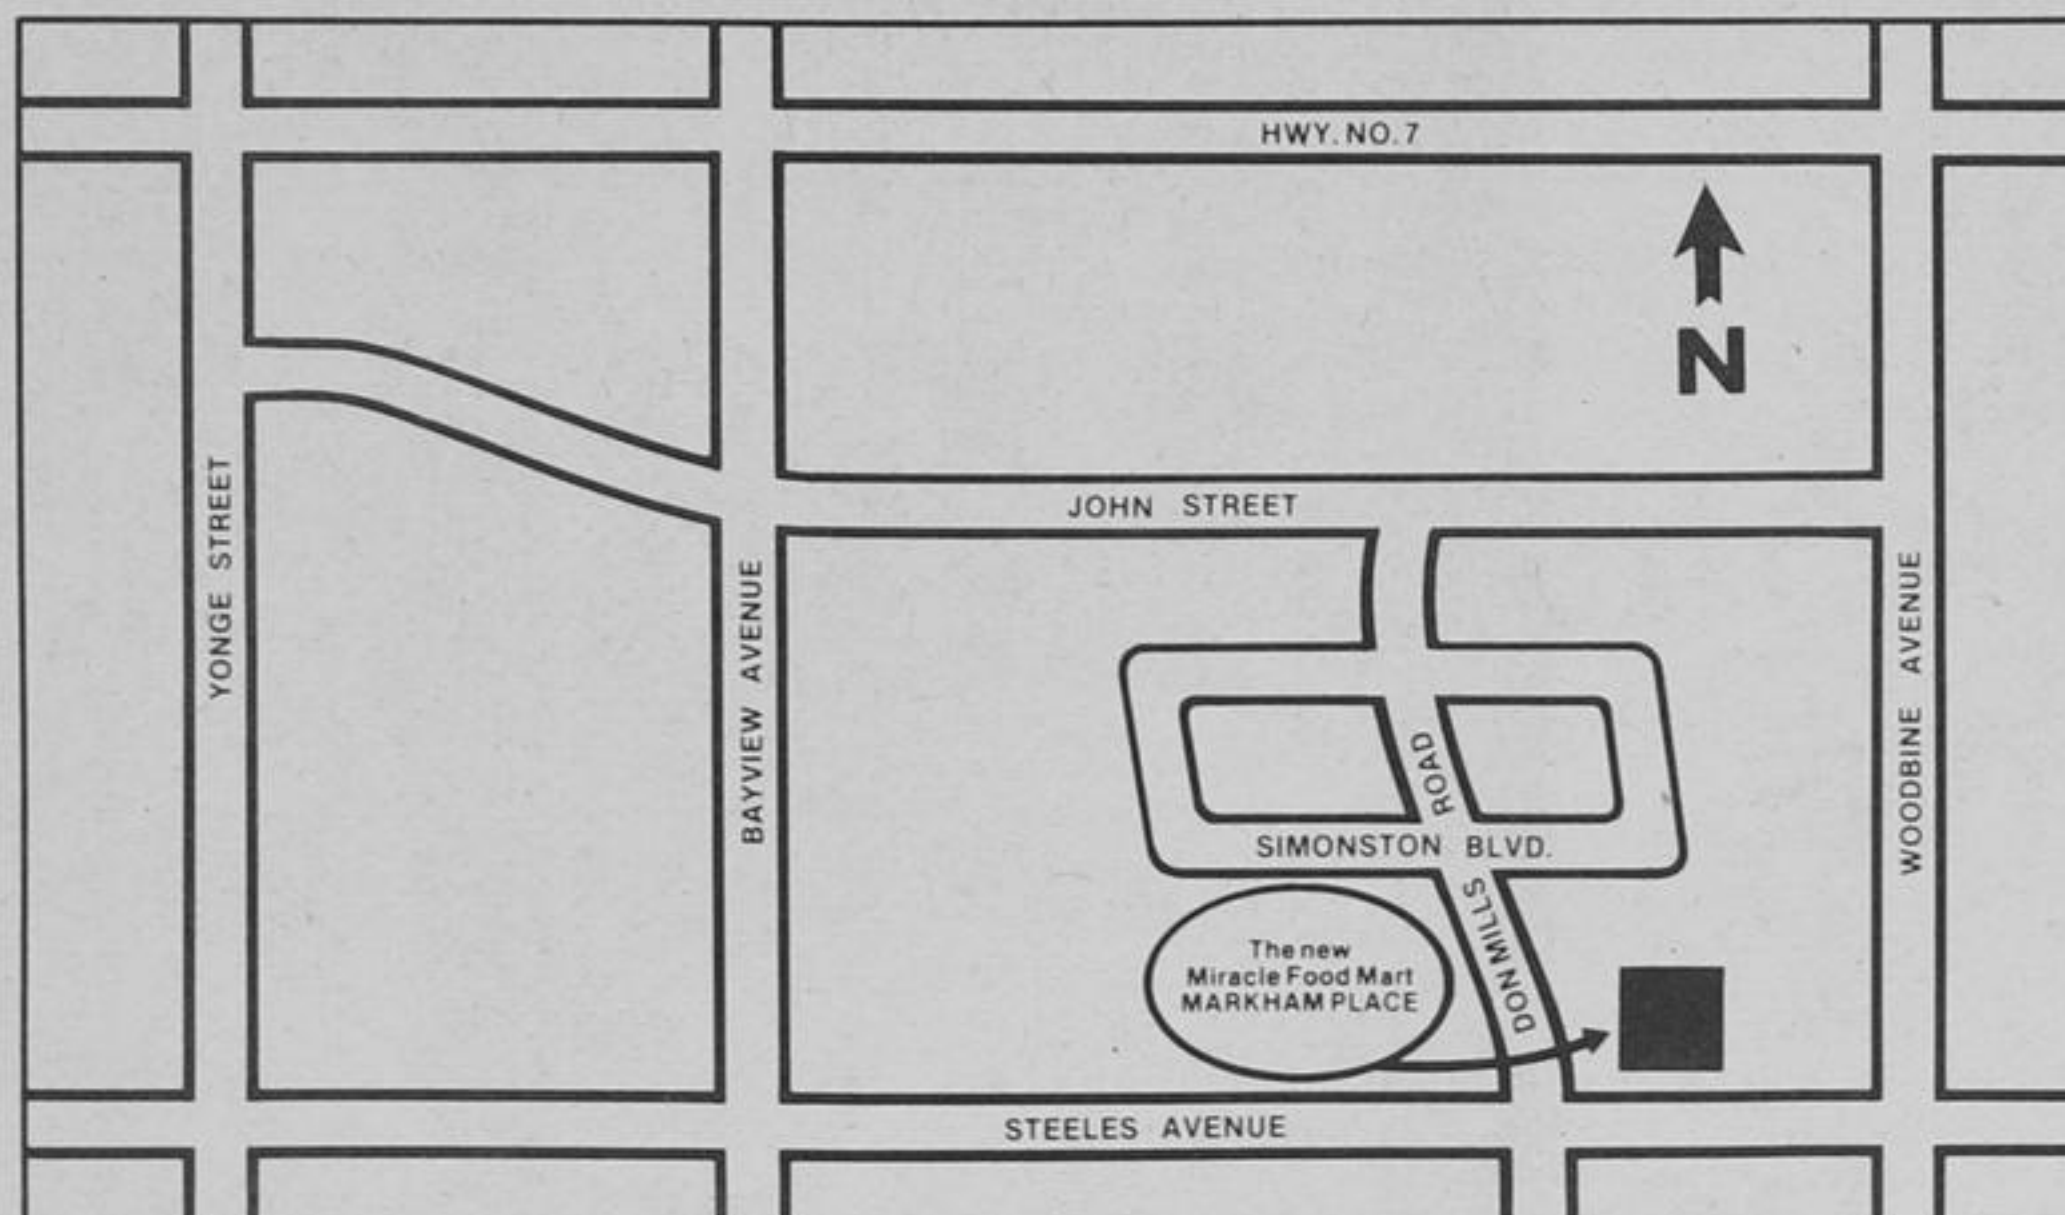 HWY. NO. 7
N
JOHN STREET
YONGE STREET
BAYVIEW AVENUE
WOODBINE AVENUE
DON MILLS ROAD
SIMONSTON BLVD.
The new
Miracle Food Mart
MARKHAM PLACE
STEELES AVENUE